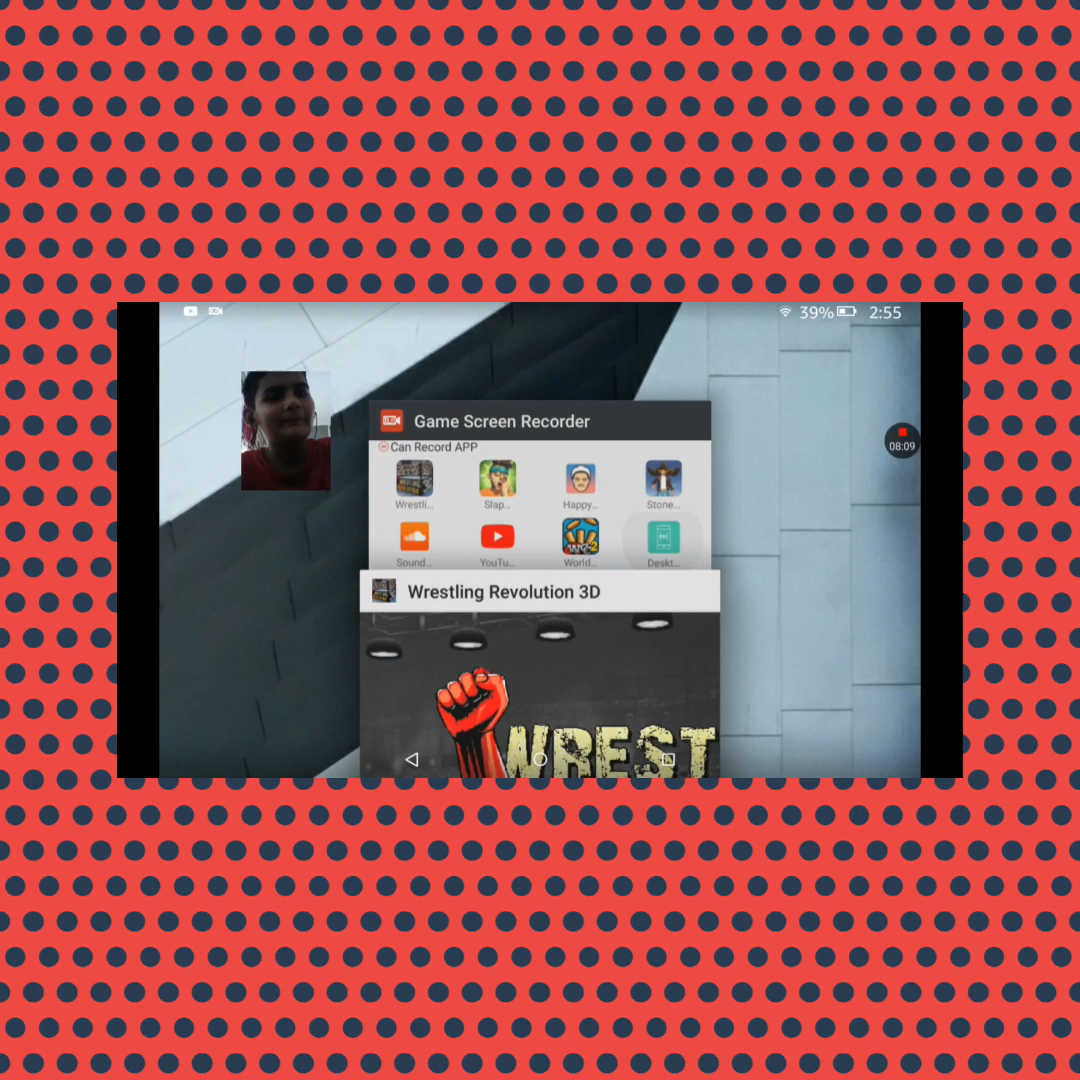 39% 2:55
Game Screen Recorder
Can Record APP
08:09
Wrestli... Slap... Happy... Stone...
Sound... YouTu... World... Deskt...
Wrestling Revolution 3D
WREST